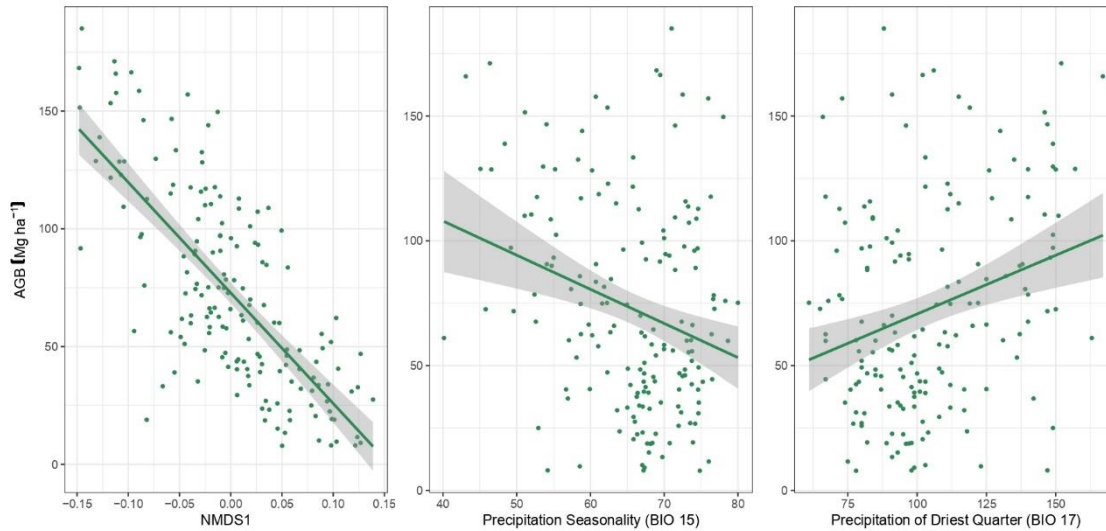 AGB [Mg ha⁻¹]
150
100
50
0
−0.15 −0.10 −0.05 0.00 0.05 0.10 0.15
NMDS1
150
100
50
0
40 50 60 70 80
Precipitation Seasonality (BIO 15)
150
100
50
0
75 100 125 150
Precipitation of Driest Quarter (BIO 17)